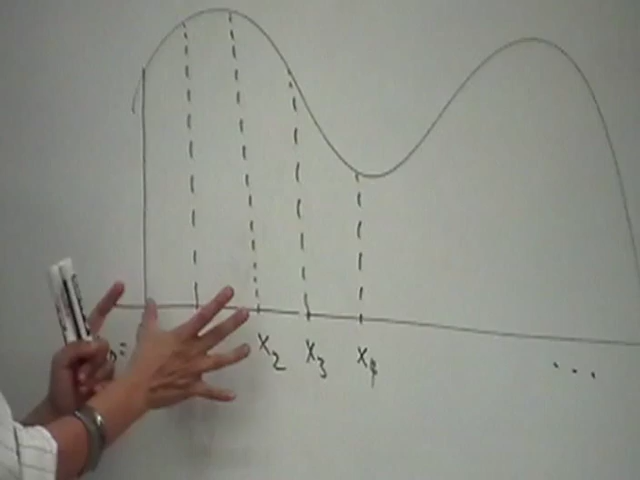 x₂ x₃ x₄ ...